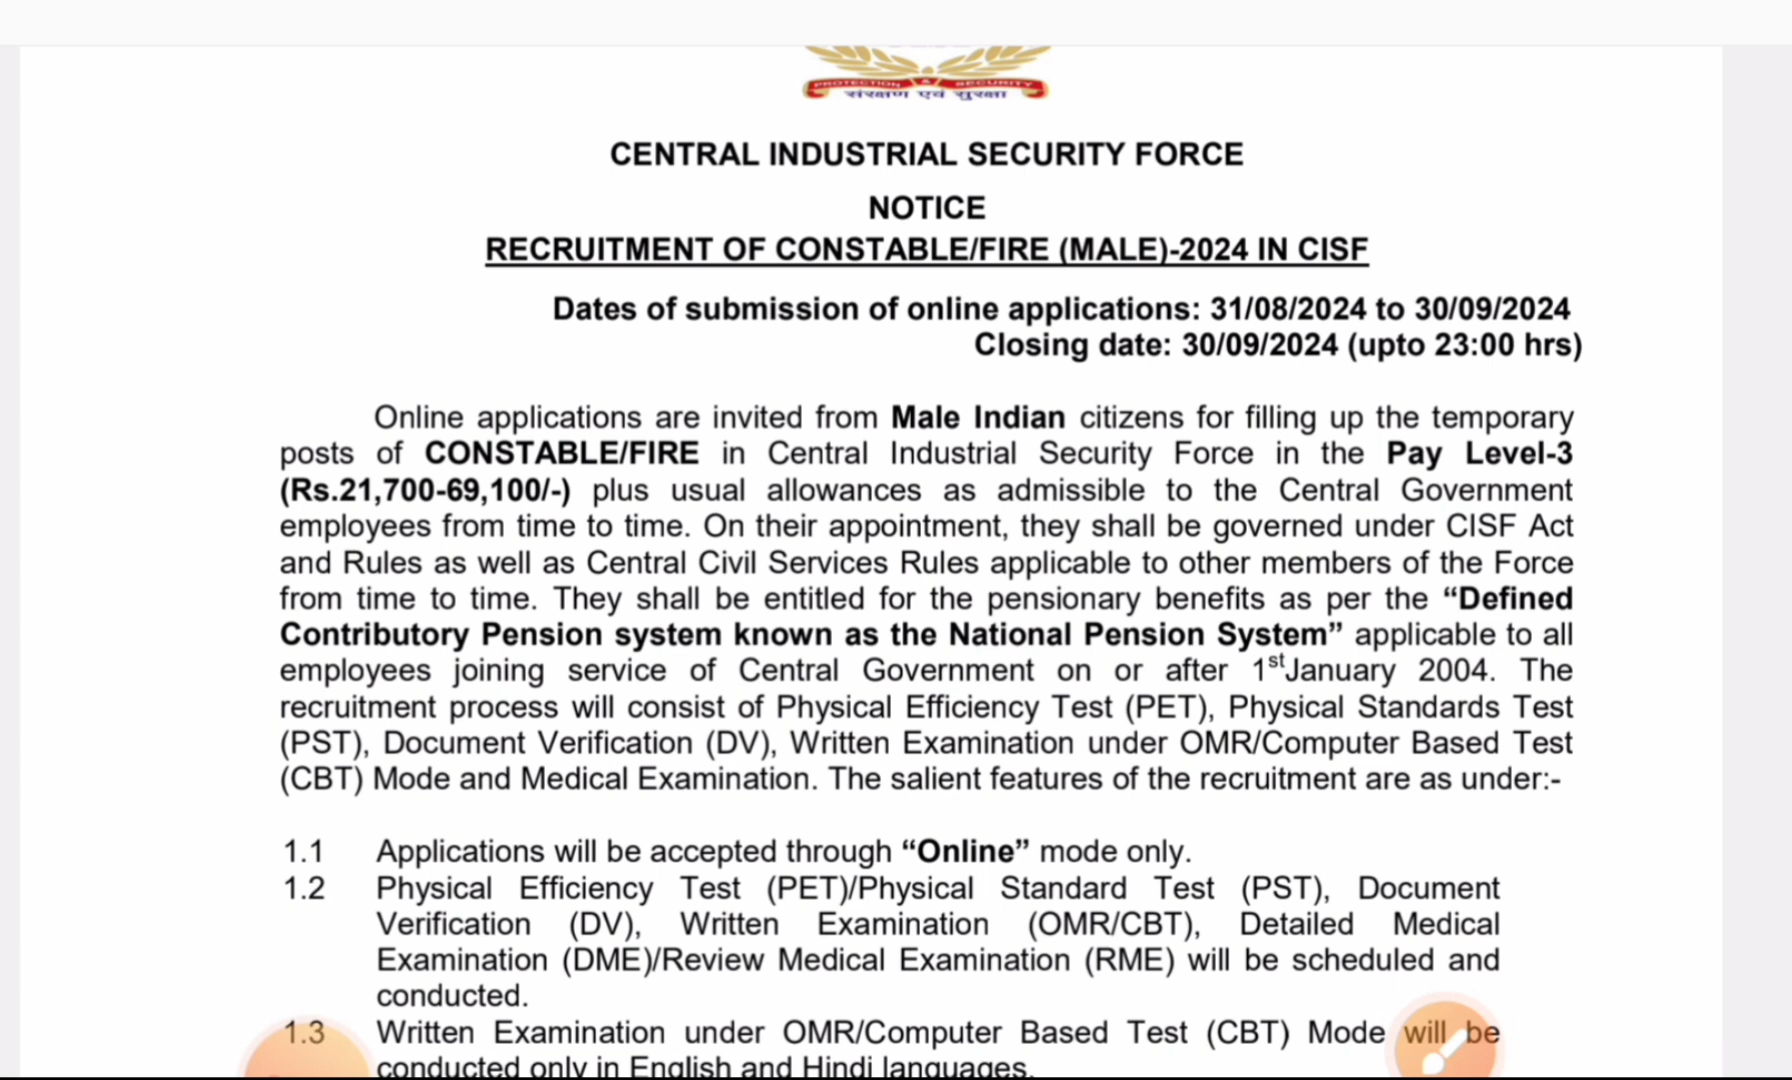 PROTECTION & SECURITY
संरक्षण एवं सुरक्षा
CENTRAL INDUSTRIAL SECURITY FORCE
NOTICE
RECRUITMENT OF CONSTABLE/FIRE (MALE)-2024 IN CISF
Dates of submission of online applications: 31/08/2024 to 30/09/2024
Closing date: 30/09/2024 (upto 23:00 hrs)
Online applications are invited from Male Indian citizens for filling up the temporary
posts of CONSTABLE/FIRE in Central Industrial Security Force in the Pay Level-3
(Rs.21,700-69,100/-) plus usual allowances as admissible to the Central Government
employees from time to time. On their appointment, they shall be governed under CISF Act
and Rules as well as Central Civil Services Rules applicable to other members of the Force
from time to time. They shall be entitled for the pensionary benefits as per the “Defined
Contributory Pension system known as the National Pension System” applicable to all
employees joining service of Central Government on or after 1stJanuary 2004. The
recruitment process will consist of Physical Efficiency Test (PET), Physical Standards Test
(PST), Document Verification (DV), Written Examination under OMR/Computer Based Test
(CBT) Mode and Medical Examination. The salient features of the recruitment are as under:-
1.1 Applications will be accepted through “Online” mode only.
1.2 Physical Efficiency Test (PET)/Physical Standard Test (PST), Document
Verification (DV), Written Examination (OMR/CBT), Detailed Medical
Examination (DME)/Review Medical Examination (RME) will be scheduled and
conducted.
1.3 Written Examination under OMR/Computer Based Test (CBT) Mode will be
conducted only in English and Hindi languages.